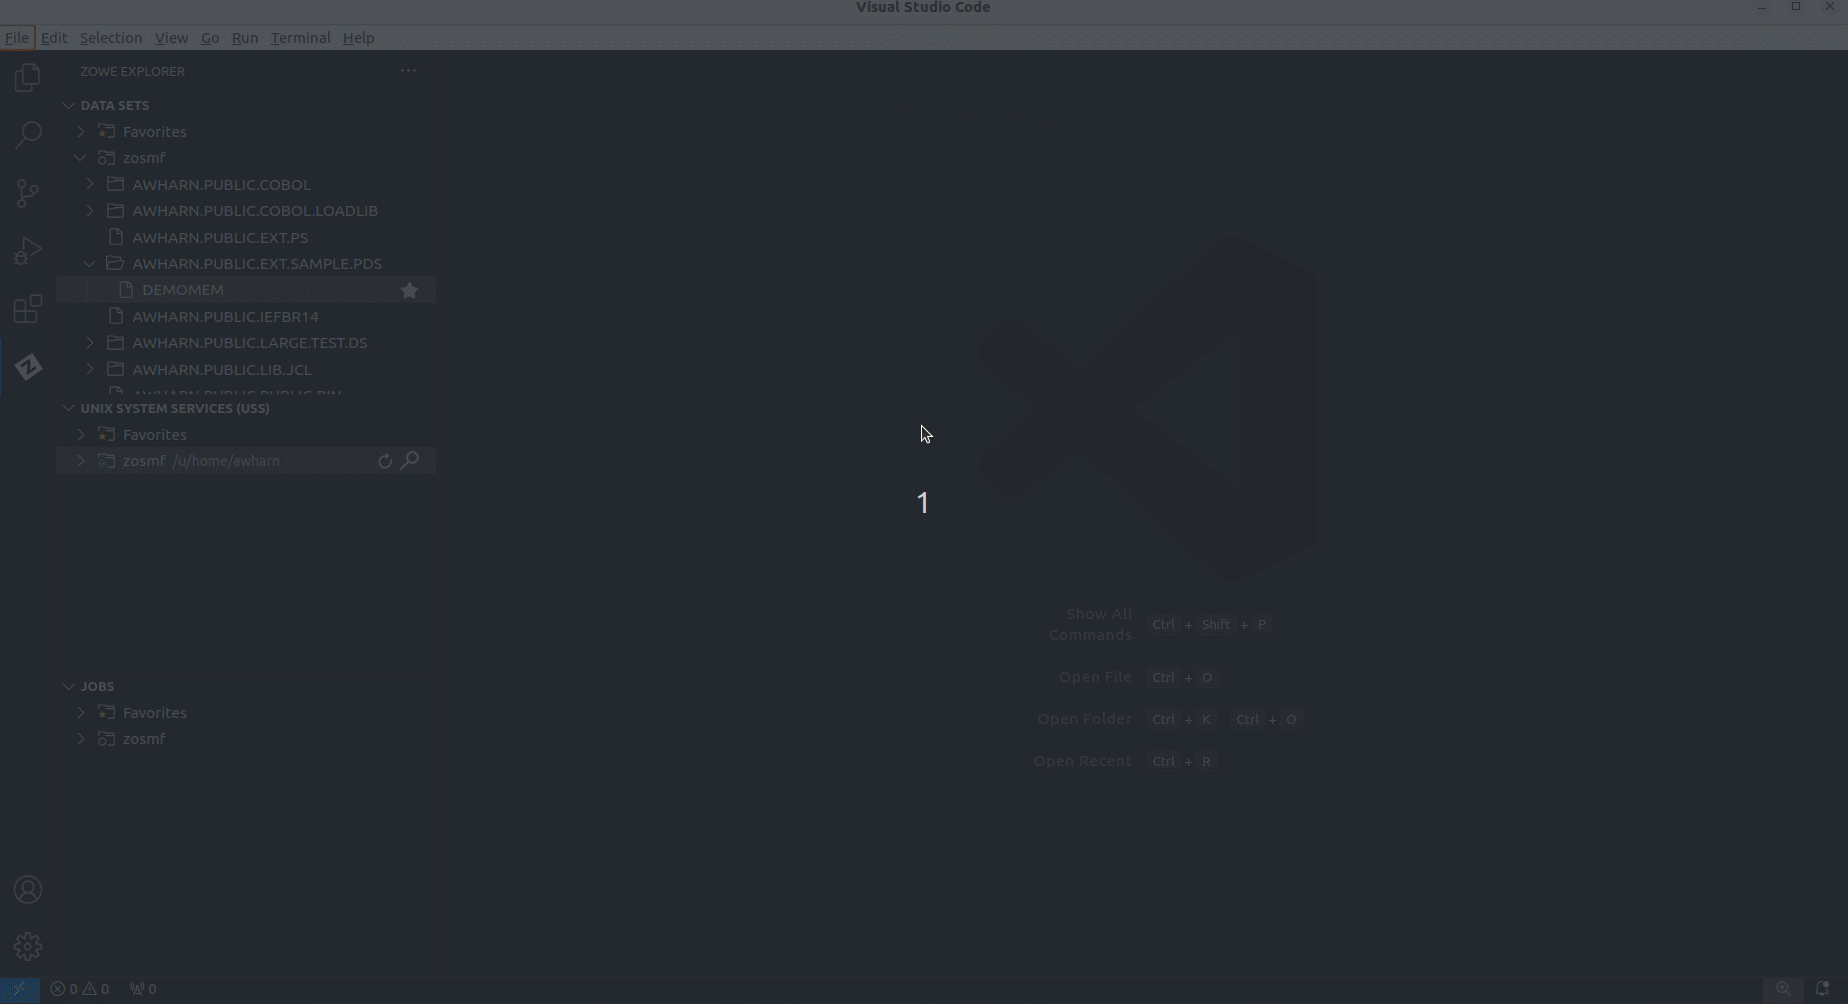 Visual Studio Code
File Edit Selection View Go Run Terminal Help
ZOWE EXPLORER
DATA SETS
Favorites
zosmf
AWHARN.PUBLIC.COBOL
AWHARN.PUBLIC.COBOL.LOADLIB
AWHARN.PUBLIC.EXT.PS
AWHARN.PUBLIC.EXT.SAMPLE.PDS
DEMOMEM
AWHARN.PUBLIC.IEFBR14
AWHARN.PUBLIC.LARGE.TEST.DS
AWHARN.PUBLIC.LIB.JCL
UNIX SYSTEM SERVICES (USS)
Favorites
zosmf /u/home/awharn
JOBS
Favorites
zosmf
1
Show All
Commands Ctrl + Shift + P
Open File Ctrl + O
Open Folder Ctrl + K Ctrl + O
Open Recent Ctrl + R
0 0 0